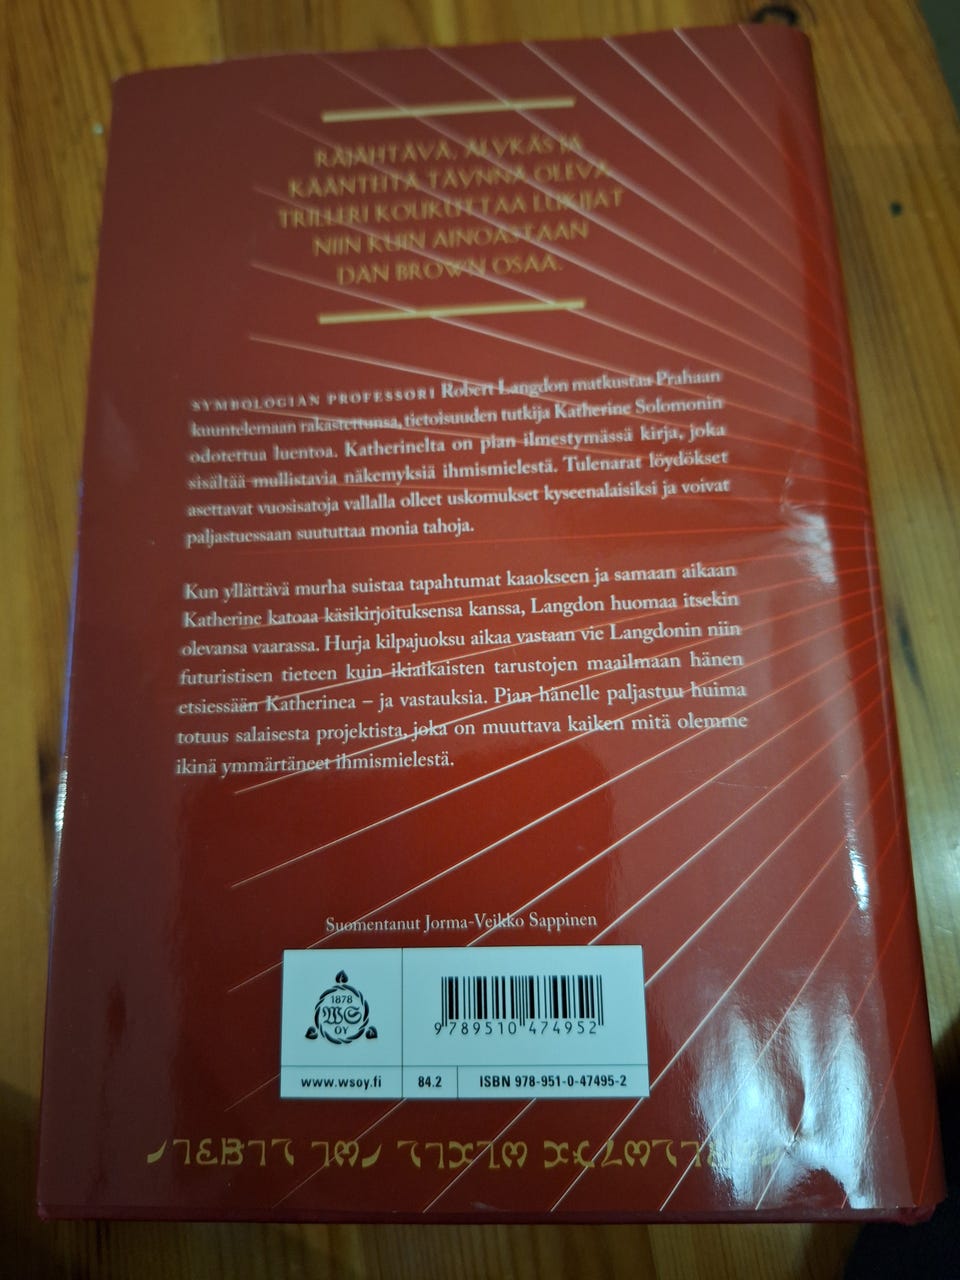 RÄJÄHTÄVÄ, ÄLYKÄS JA
KÄÄNTEITÄ TÄYNNÄ OLEVA
TRILLERI KOUKUTTAA LUKIJAT
NIIN KUIN AINOASTAAN
DAN BROWN OSAA.
SYMBOLOGIAN PROFESSORI Robert Langdon matkustaa Prahaan
kuuntelemaan rakastettunsa, tietoisuuden tutkija Katherine Solomonin
odotettua luentoa. Katherinelta on pian ilmestymässä kirja, joka
sisältää mullistavia näkemyksiä ihmismielestä. Tulenarat löydökset
asettavat vuosisatoja vallalla olleet uskomukset kyseenalaisiksi ja voivat
paljastuessaan suututtaa monia tahoja.
Kun yllättävä murha suistaa tapahtumat kaaokseen ja samaan aikaan
Katherine katoaa käsikirjoituksensa kanssa, Langdon huomaa itsekin
olevansa vaarassa. Hurja kilpajuoksu aikaa vastaan vie Langdonin niin
futuristisen tieteen kuin ikiaikaisten tarustojen maailmaan hänen
etsiessään Katherinea – ja vastauksia. Pian hänelle paljastuu huima
totuus salaisesta projektista, joka on muuttava kaiken mitä olemme
ikinä ymmärtäneet ihmismielestä.
Suomentanut Jorma-Veikko Sappinen
1878
WS
OY
9 789510 474952
www.wsoy.fi 84.2 ISBN 978-951-0-47495-2